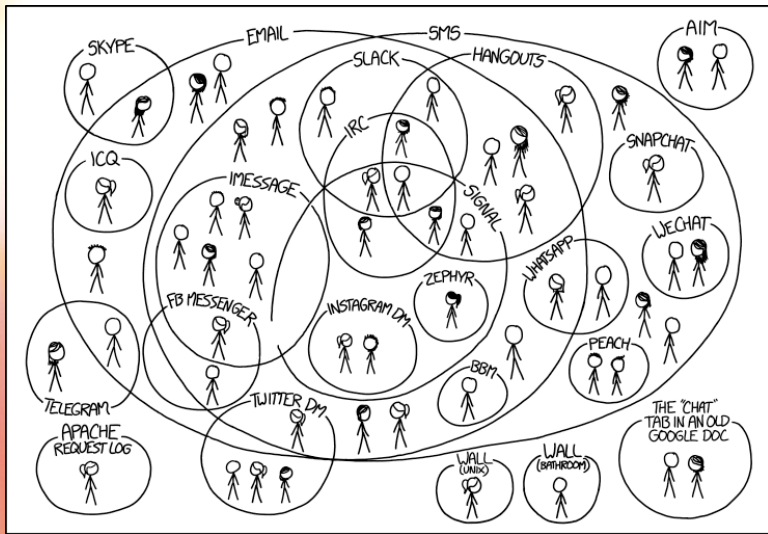 SKYPE
EMAIL
SMS
AIM
SLACK
HANGOUTS
IRC
SNAPCHAT
ICQ
IMESSAGE
SIGNAL
WECHAT
WHATSAPP
ZEPHYR
FB MESSENGER
INSTAGRAM DM
PEACH
BBM
TELEGRAM
TWITTER DM
THE "CHAT"
TAB IN AN OLD
GOOGLE DOC
APACHE
REQUEST LOG
WALL
(UNIX)
WALL
(BATHROOM)